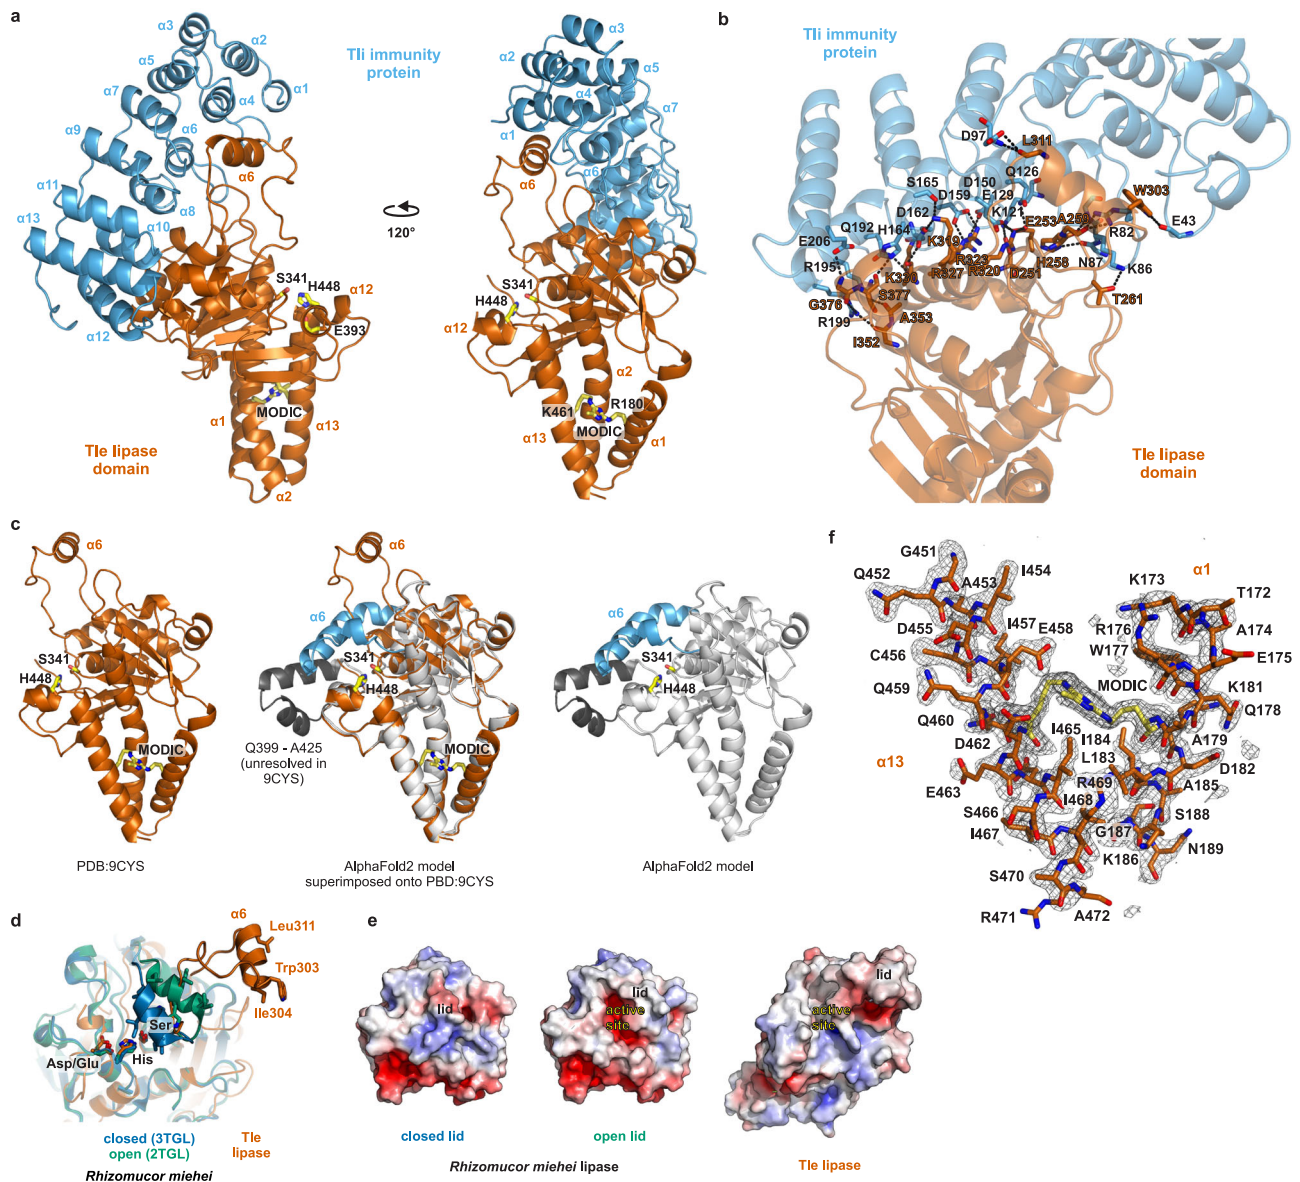 a
α3
α2
α5
α1
α7
α4
α9
α6
α11
α6
α13
α8
α10
α12
S341
H448
α12
E393
MODIC
α1
α13
α2
Tli immunity
protein
120°
Tle lipase
domain
α3
α2
α5
α4
α7
α1
α6
α6
S341
H448
α12
α2
K461
R180
MODIC
α13
α1
b
Tli immunity
protein
D97
L311
Q126
S165
D150
D159
E129
W303
D162
K121
E253
A259
Q192
H164
R82
E43
E206
K319
R323
H258
N87
R195
K338
R320
K86
R327
D251
S377
G376
T261
R199
A353
I352
Tle lipase
domain
c
α6
S341
H448
MODIC
PDB:9CYS
α6
α6
S341
H448
Q399 - A425
(unresolved in
9CYS)
MODIC
AlphaFold2 model
superimposed onto PBD:9CYS
α6
S341
H448
AlphaFold2 model
d
α6
Leu311
Trp303
Ile304
Ser
Asp/Glu
His
closed (3TGL)
open (2TGL)
Rhizomucor miehei
Tle
lipase
e
lid
closed lid
lid
active
site
open lid
Rhizomucor miehei lipase
lid
active
site
Tle lipase
f
G451
Q452
A453
I454
K173
α1
T172
D455
I457
E458
R176
A174
C456
W177
E175
MODIC
Q459
K181
Q178
Q460
I465
I184
A179
D462
L183
D182
α13
R469
A185
E463
I468
S466
S188
I467
G187
N189
K186
S470
R471
A472